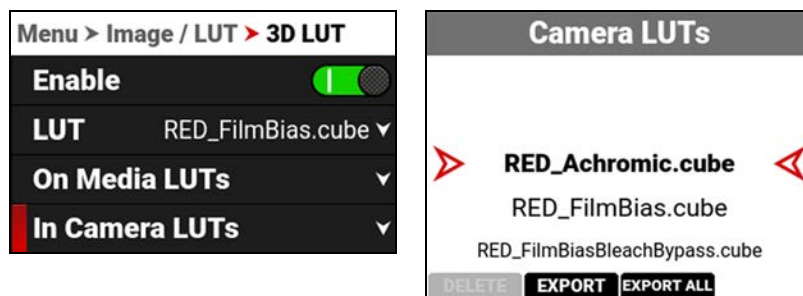 Menu > Image / LUT > 3D LUT
Enable
LUT RED_FilmBias.cube
On Media LUTs
In Camera LUTs
Camera LUTs
RED_Achromic.cube
RED_FilmBias.cube
RED_FilmBiasBleachBypass.cube
DELETE EXPORT EXPORT ALL